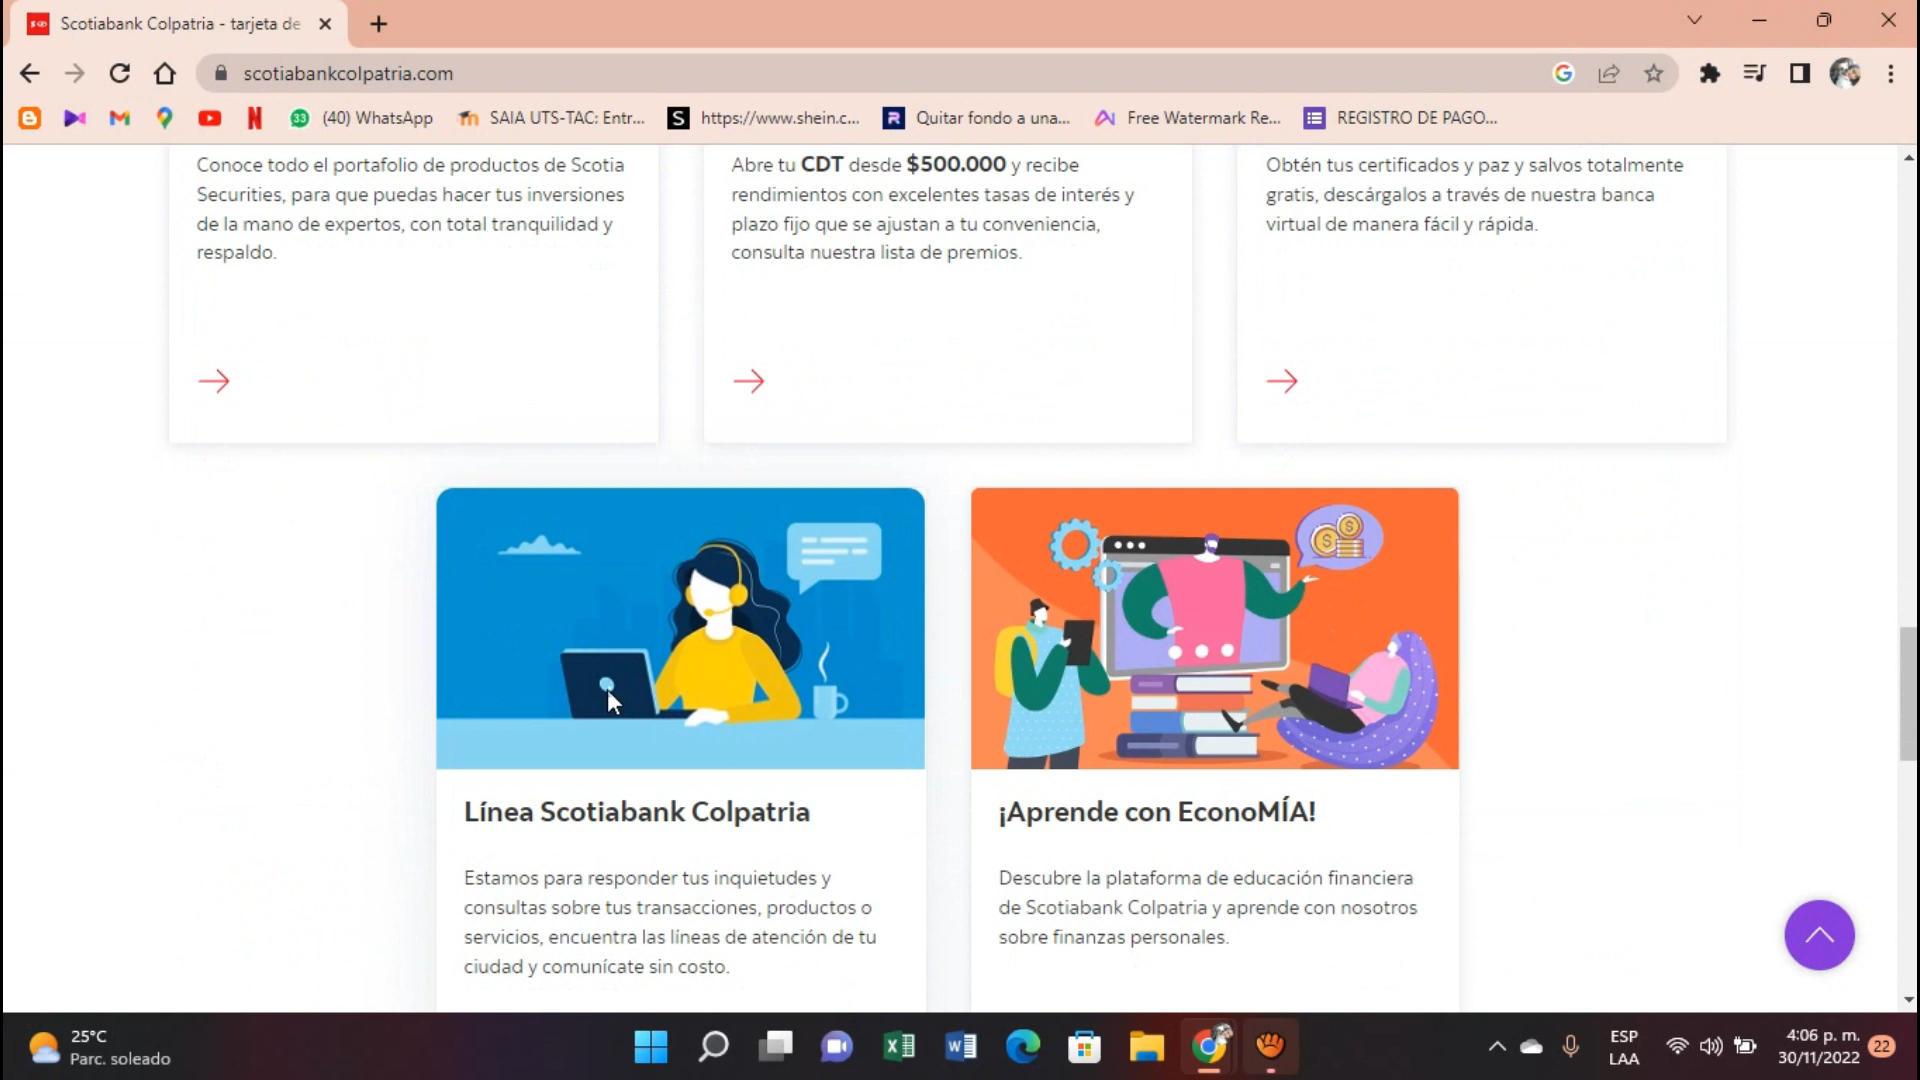 Scotiabank Colpatria - tarjeta de
scotiabankcolpatria.com
33 (40) WhatsApp
SAIA UTS-TAC: Entr...
S https://www.shein.c...
R Quitar fondo a una...
Free Watermark Re...
REGISTRO DE PAGO...
Conoce todo el portafolio de productos de Scotia
Securities, para que puedas hacer tus inversiones
de la mano de expertos, con total tranquilidad y
respaldo.
Abre tu CDT desde $500.000 y recibe
rendimientos con excelentes tasas de interés y
plazo fijo que se ajustan a tu conveniencia,
consulta nuestra lista de premios.
Obtén tus certificados y paz y salvos totalmente
gratis, descárgalos a través de nuestra banca
virtual de manera fácil y rápida.
Línea Scotiabank Colpatria
Estamos para responder tus inquietudes y
consultas sobre tus transacciones, productos o
servicios, encuentra las líneas de atención de tu
ciudad y comunícate sin costo.
¡Aprende con EconoMÍA!
Descubre la plataforma de educación financiera
de Scotiabank Colpatria y aprende con nosotros
sobre finanzas personales.
25°C
Parc. soleado
ESP
LAA
4:06 p. m.
30/11/2022
22